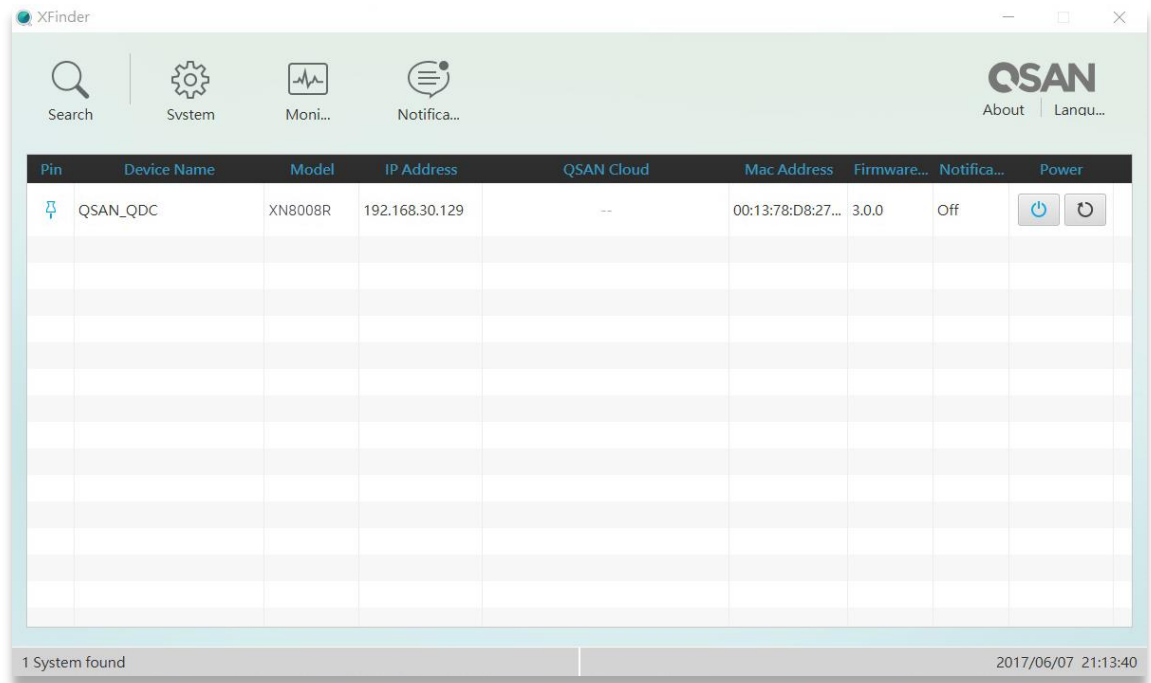 XFinder
QSAN
Search System Moni... Notifica... About Langu...
Pin Device Name Model IP Address QSAN Cloud Mac Address Firmware... Notifica... Power
QSAN_QDC XN8008R 192.168.30.129 -- 00:13:78:D8:27... 3.0.0 Off
1 System found 2017/06/07 21:13:40